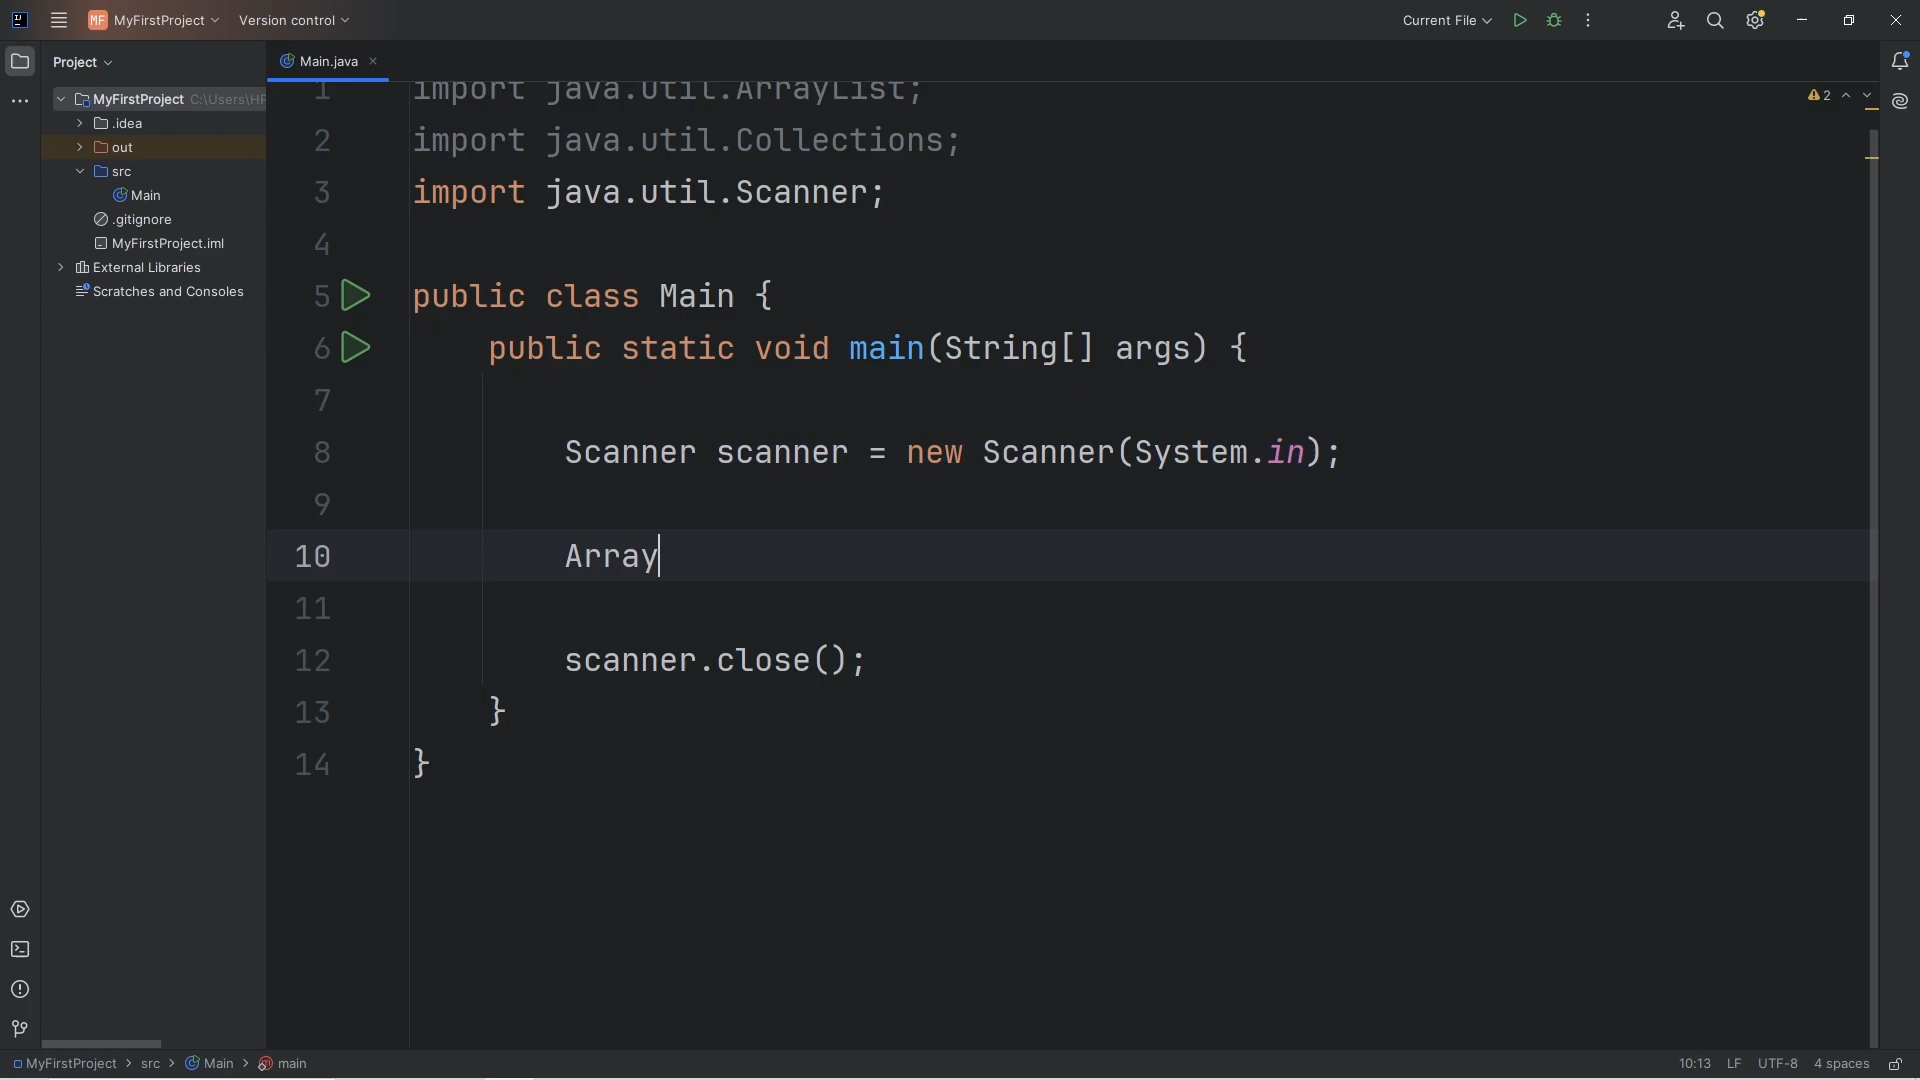 MF MyFirstProject Version control Current File
Project
Main.java
MyFirstProject C:\Users\HP
.idea
out
src
Main
.gitignore
MyFirstProject.iml
External Libraries
Scratches and Consoles
2
1 import java.util.ArrayList;
2 import java.util.Collections;
3 import java.util.Scanner;
4
5 public class Main {
6 public static void main(String[] args) {
7
8 Scanner scanner = new Scanner(System.in);
9
10 Array
11
12 scanner.close();
13 }
14 }
MyFirstProject > src > Main > main
10:13 LF UTF-8 4 spaces